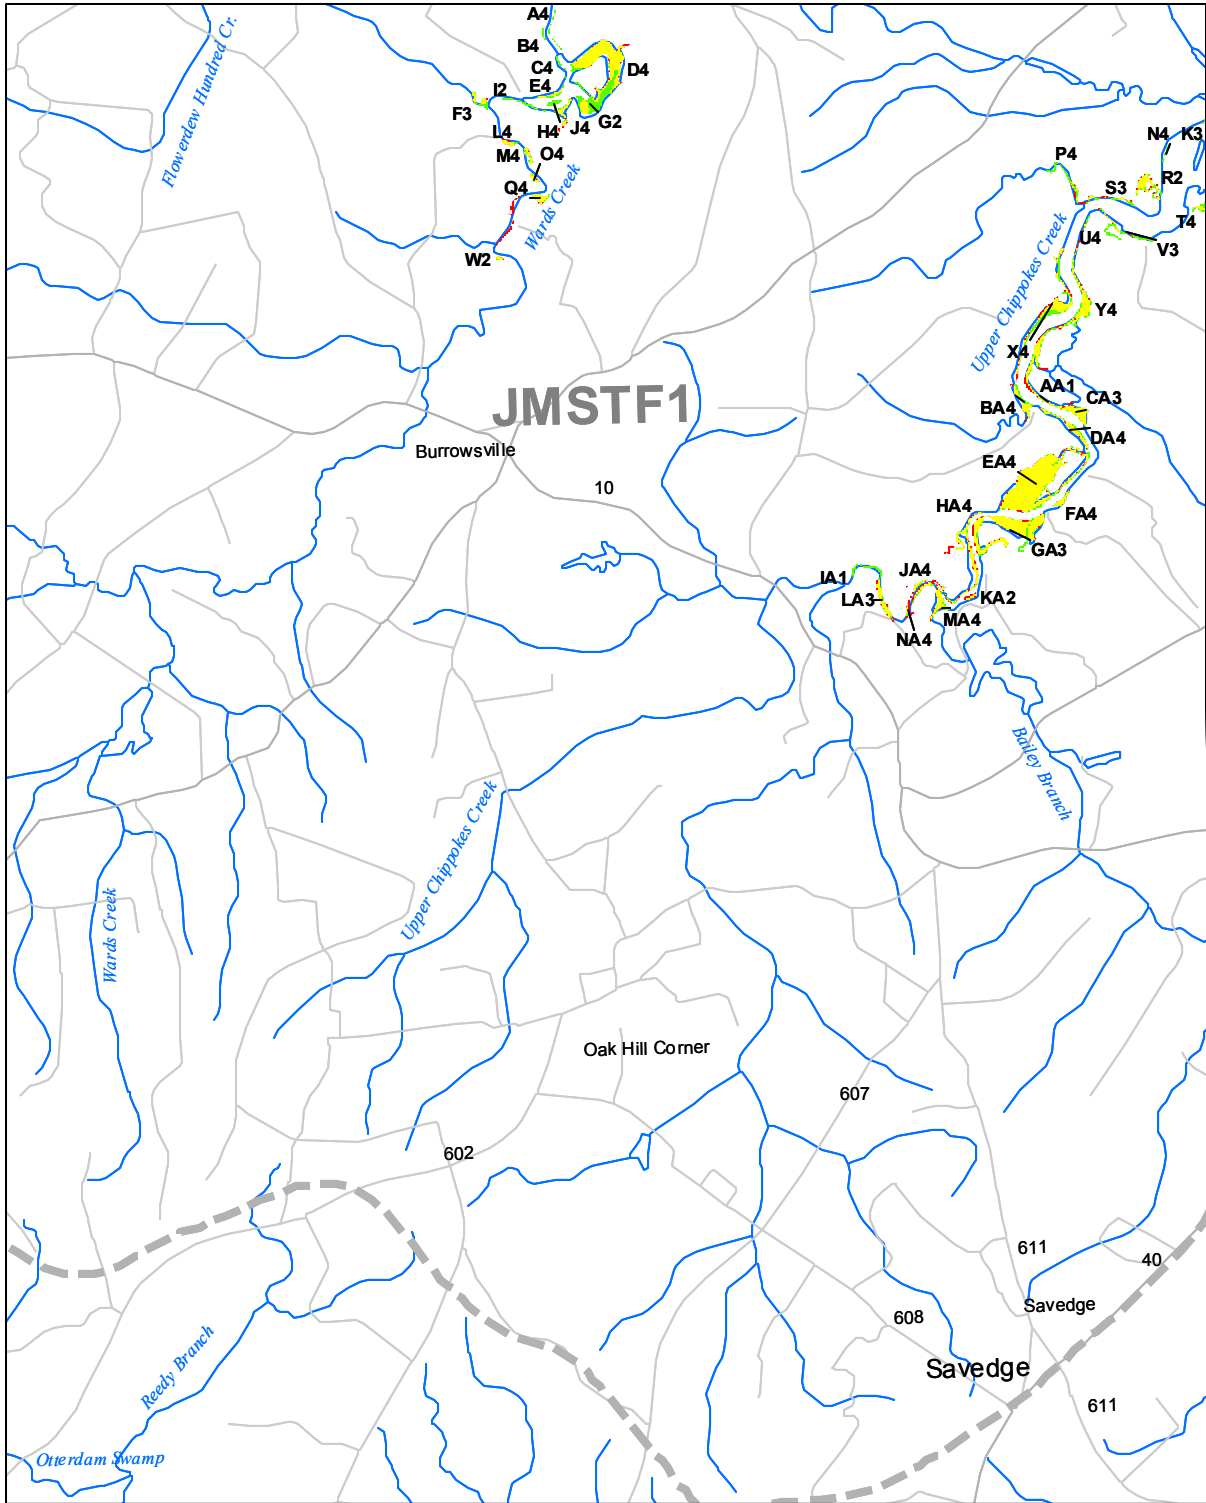 A4
Flowerdew Hundred Cr.
B4
C4
D4
E4
I2
F3
G2
H4
J4
L4
M4
O4
Q4
Wards Creek
W2
N4
K3
P4
S3
R2
T4
U4
V3
Upper Chippokes Creek
Y4
X4
AA1
CA3
BA4
DA4
JMSTF1
Burrowsville
10
EA4
HA4
FA4
GA3
IA1
JA4
LA3
KA2
MA4
NA4
Bailey Branch
Upper Chippokes Creek
Wards Creek
Oak Hill Corner
607
602
611
40
Savedge
608
Savedge
611
Reedy Branch
Otterdam Swamp